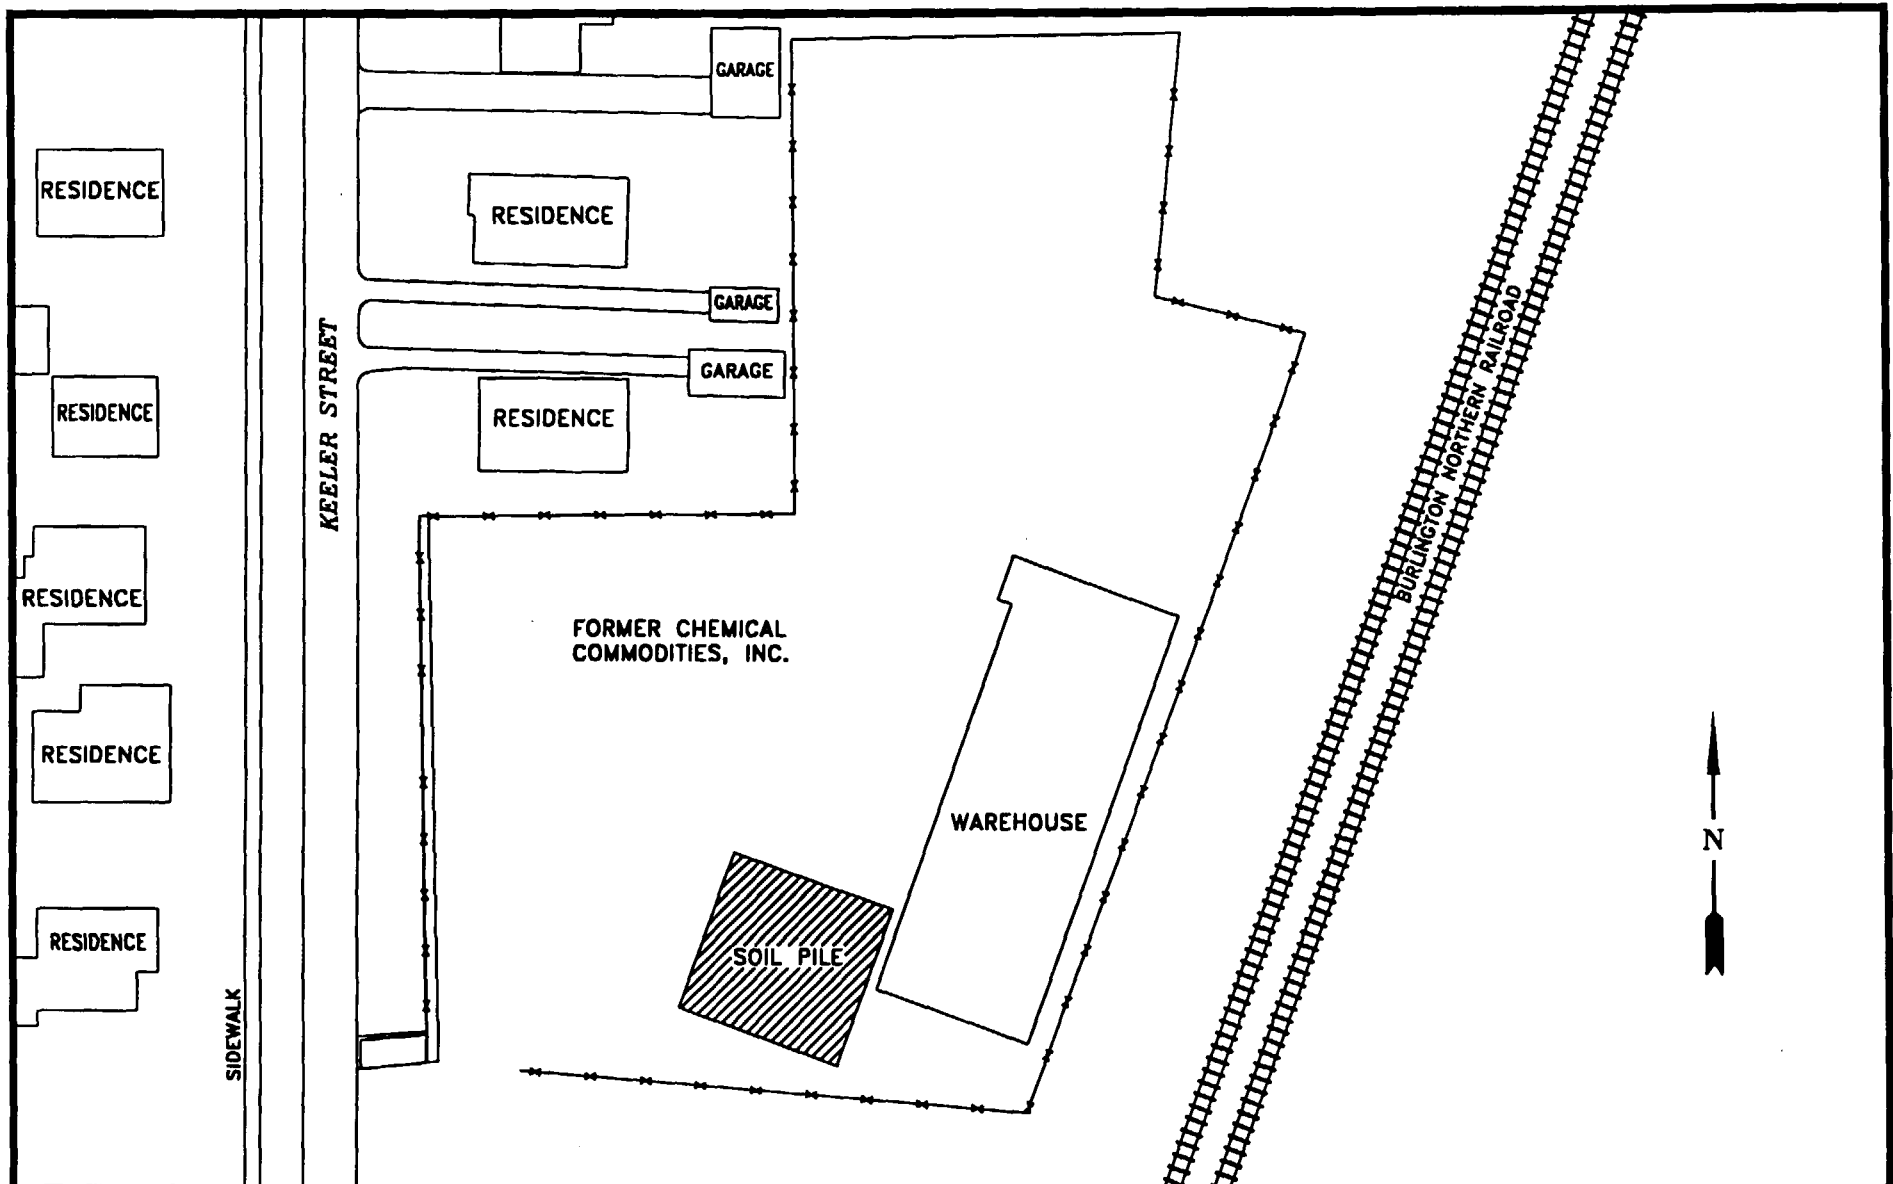 GARAGE
RESIDENCE
RESIDENCE
GARAGE
BURLINGTON NORTHERN RAILROAD
KEELER STREET
GARAGE
RESIDENCE
RESIDENCE
RESIDENCE
FORMER CHEMICAL
COMMODITIES, INC.
RESIDENCE
WAREHOUSE
N
RESIDENCE
SOIL PILE
SIDEWALK